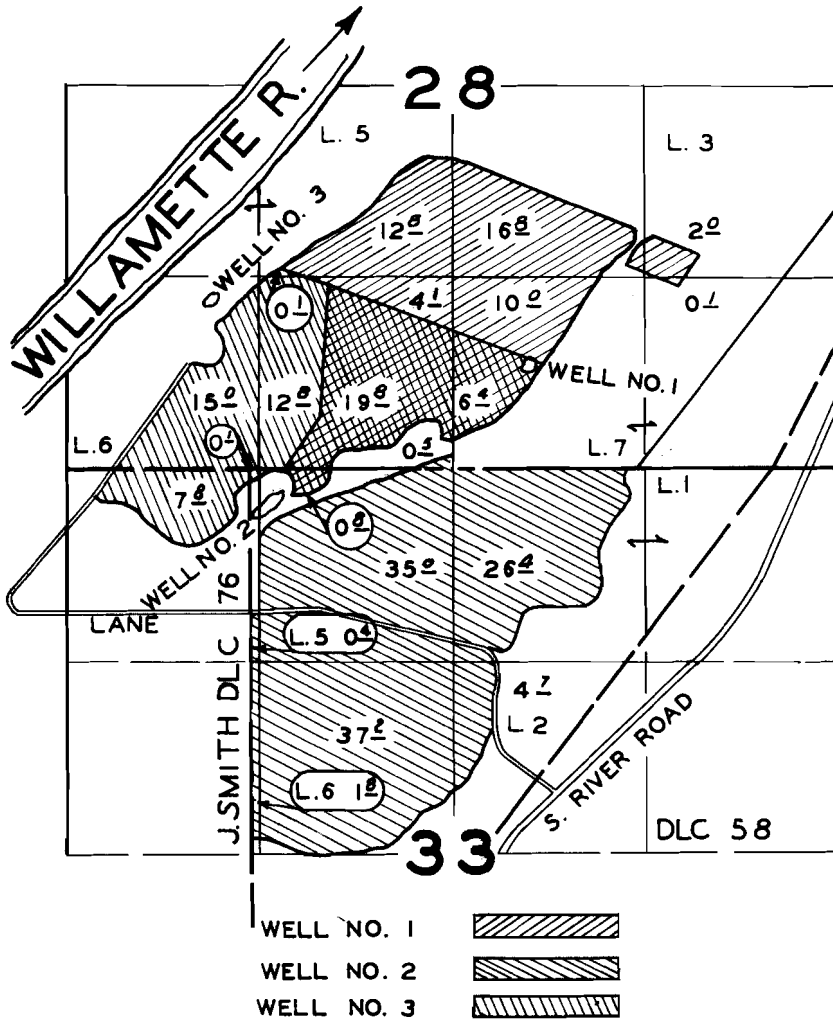 28
WILLAMETTE R.
L. 5
L. 3
WELL NO. 3
12 8
16 8
2 0
0 1
4 1
10 0
0 1
WELL NO. 1
15 0
12 8
19 8
6 4
0 1
0 5
L. 6
L. 7
L. 1
7 8
WELL NO. 2
0 8
35 0
26 4
76
LANE
L. 5 0 4
4 7
L 2
37 2
S. RIVER ROAD
L. 6 1 8
J. SMITH DLC
33
DLC 58
WELL NO. 1
WELL NO. 2
WELL NO. 3